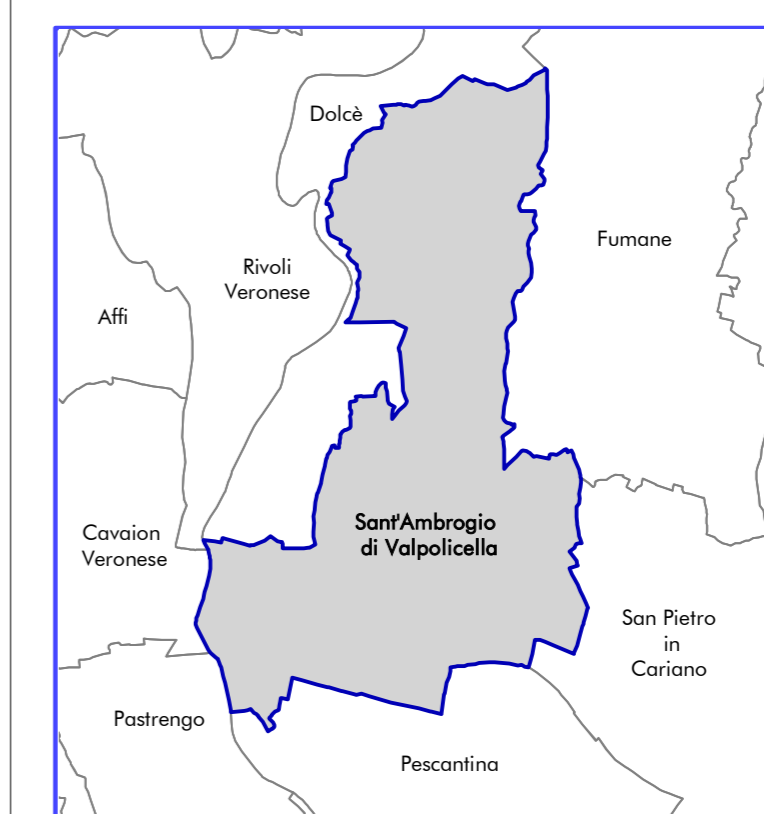 Dolcè
Fumane
Rivoli
Veronese
Affi
Sant'Ambrogio
di Valpolicella
Cavaion
Veronese
San Pietro
in
Cariano
Pastrengo
Pescantina